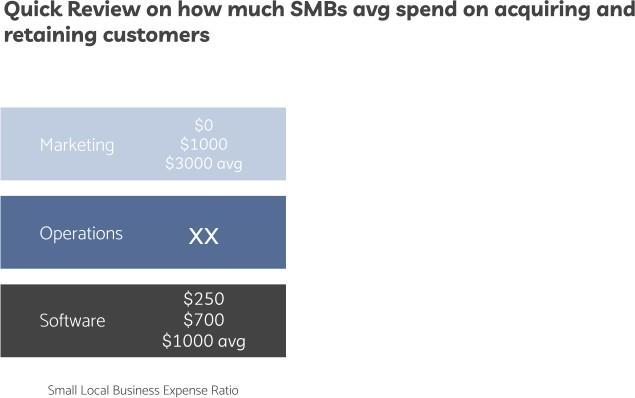 Quick Review on how much SMBs avg spend on acquiring and
retaining customers
Marketing
$0
$1000
$3000 avg
Operations
XX
Software
$250
$700
$1000 avg
Small Local Business Expense Ratio